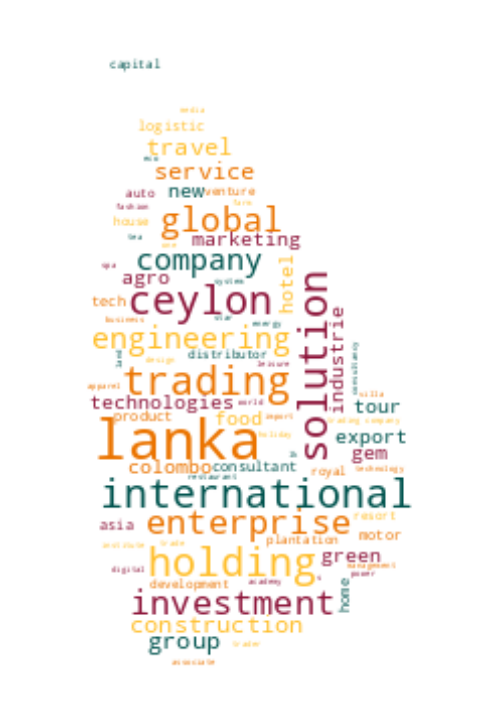 capital
media
logistic
travel
eco
service
auto new venture
fashion farm
house global
tea marketing
company hotel
spa agro system
ceylon solution
tech industrie
business star energy
engineering consultancy
land distributor
design leisure
trading
apparel villa
technologies world tour
product food import trading company
lanka holiday export
gem
colombo consultant royal technology
restaurant
international
asia enterprise resort
motor
institute trade plantation
holding green
digital management
power
development academy home
investment
construction
group trader
associate